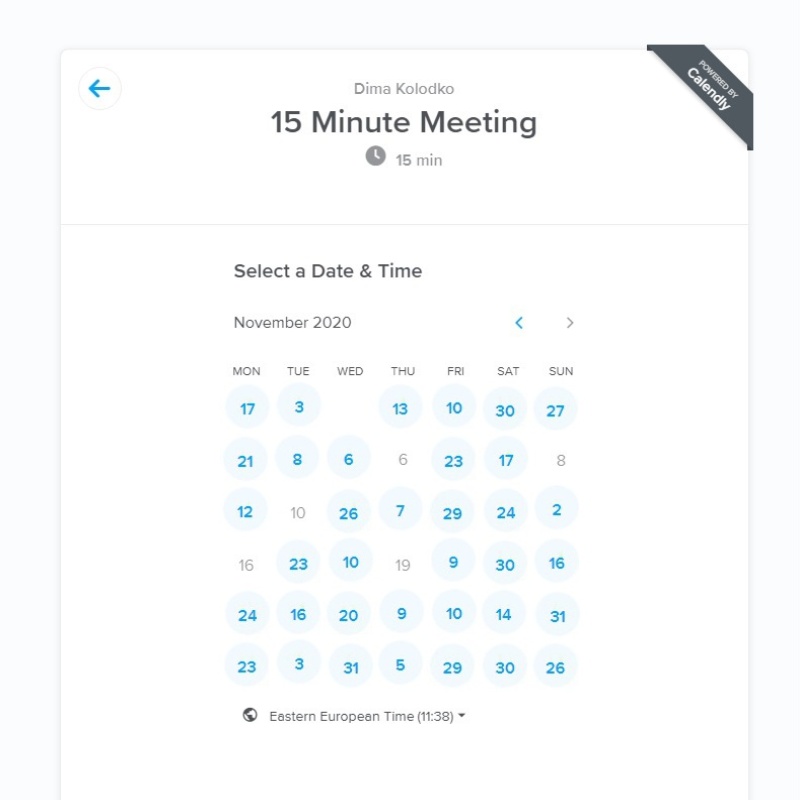 POWERED BY
Calendly
Dima Kolodko
15 Minute Meeting
15 min
Select a Date & Time
November 2020
MON TUE WED THU FRI SAT SUN
17 3 13 10 30 27
21 8 6 6 23 17 8
12 10 26 7 29 24 2
16 23 10 19 9 30 16
24 16 20 9 10 14 31
23 3 31 5 29 30 26
Eastern European Time (11:38)